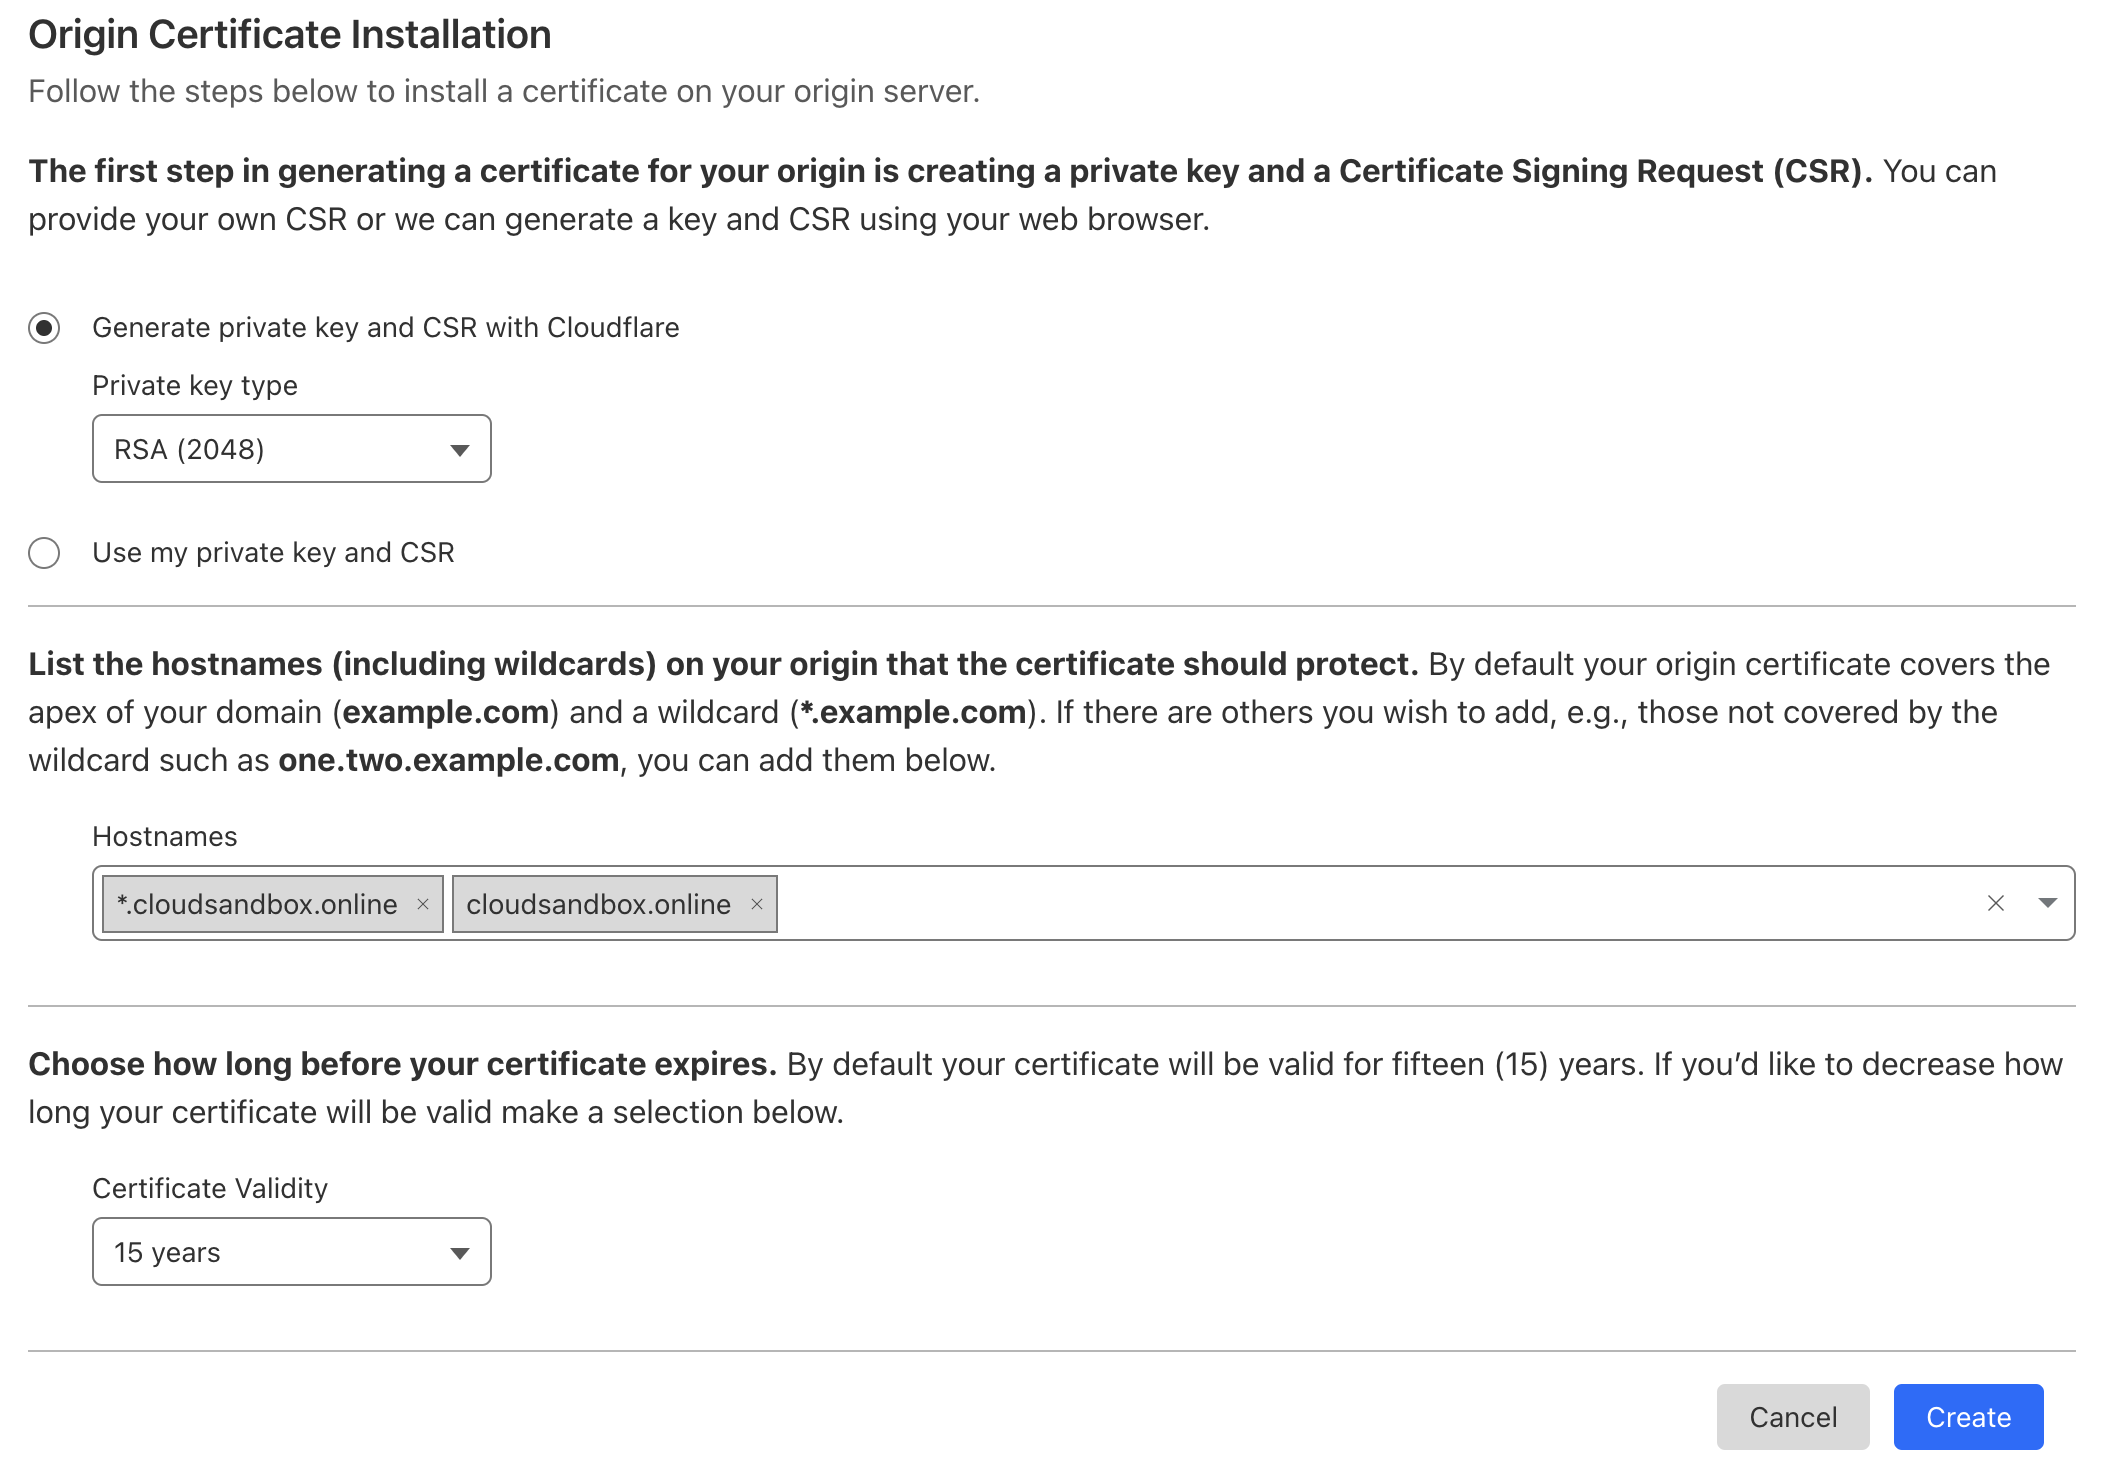 Origin Certificate Installation
Follow the steps below to install a certificate on your origin server.
The first step in generating a certificate for your origin is creating a private key and a Certificate Signing Request (CSR). You can
provide your own CSR or we can generate a key and CSR using your web browser.
Generate private key and CSR with Cloudflare
Private key type
RSA (2048)
Use my private key and CSR
List the hostnames (including wildcards) on your origin that the certificate should protect. By default your origin certificate covers the
apex of your domain (example.com) and a wildcard (*.example.com). If there are others you wish to add, e.g., those not covered by the
wildcard such as one.two.example.com, you can add them below.
Hostnames
*.cloudsandbox.online × cloudsandbox.online ×
Choose how long before your certificate expires. By default your certificate will be valid for fifteen (15) years. If you’d like to decrease how
long your certificate will be valid make a selection below.
Certificate Validity
15 years
Cancel Create